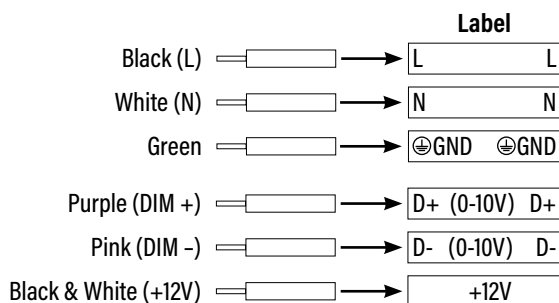 Label
Black (L) L L
White (N) N N
Green ⏚GND ⏚GND
Purple (DIM +) D+ (0-10V) D+
Pink (DIM –) D- (0-10V) D-
Black & White (+12V) +12V